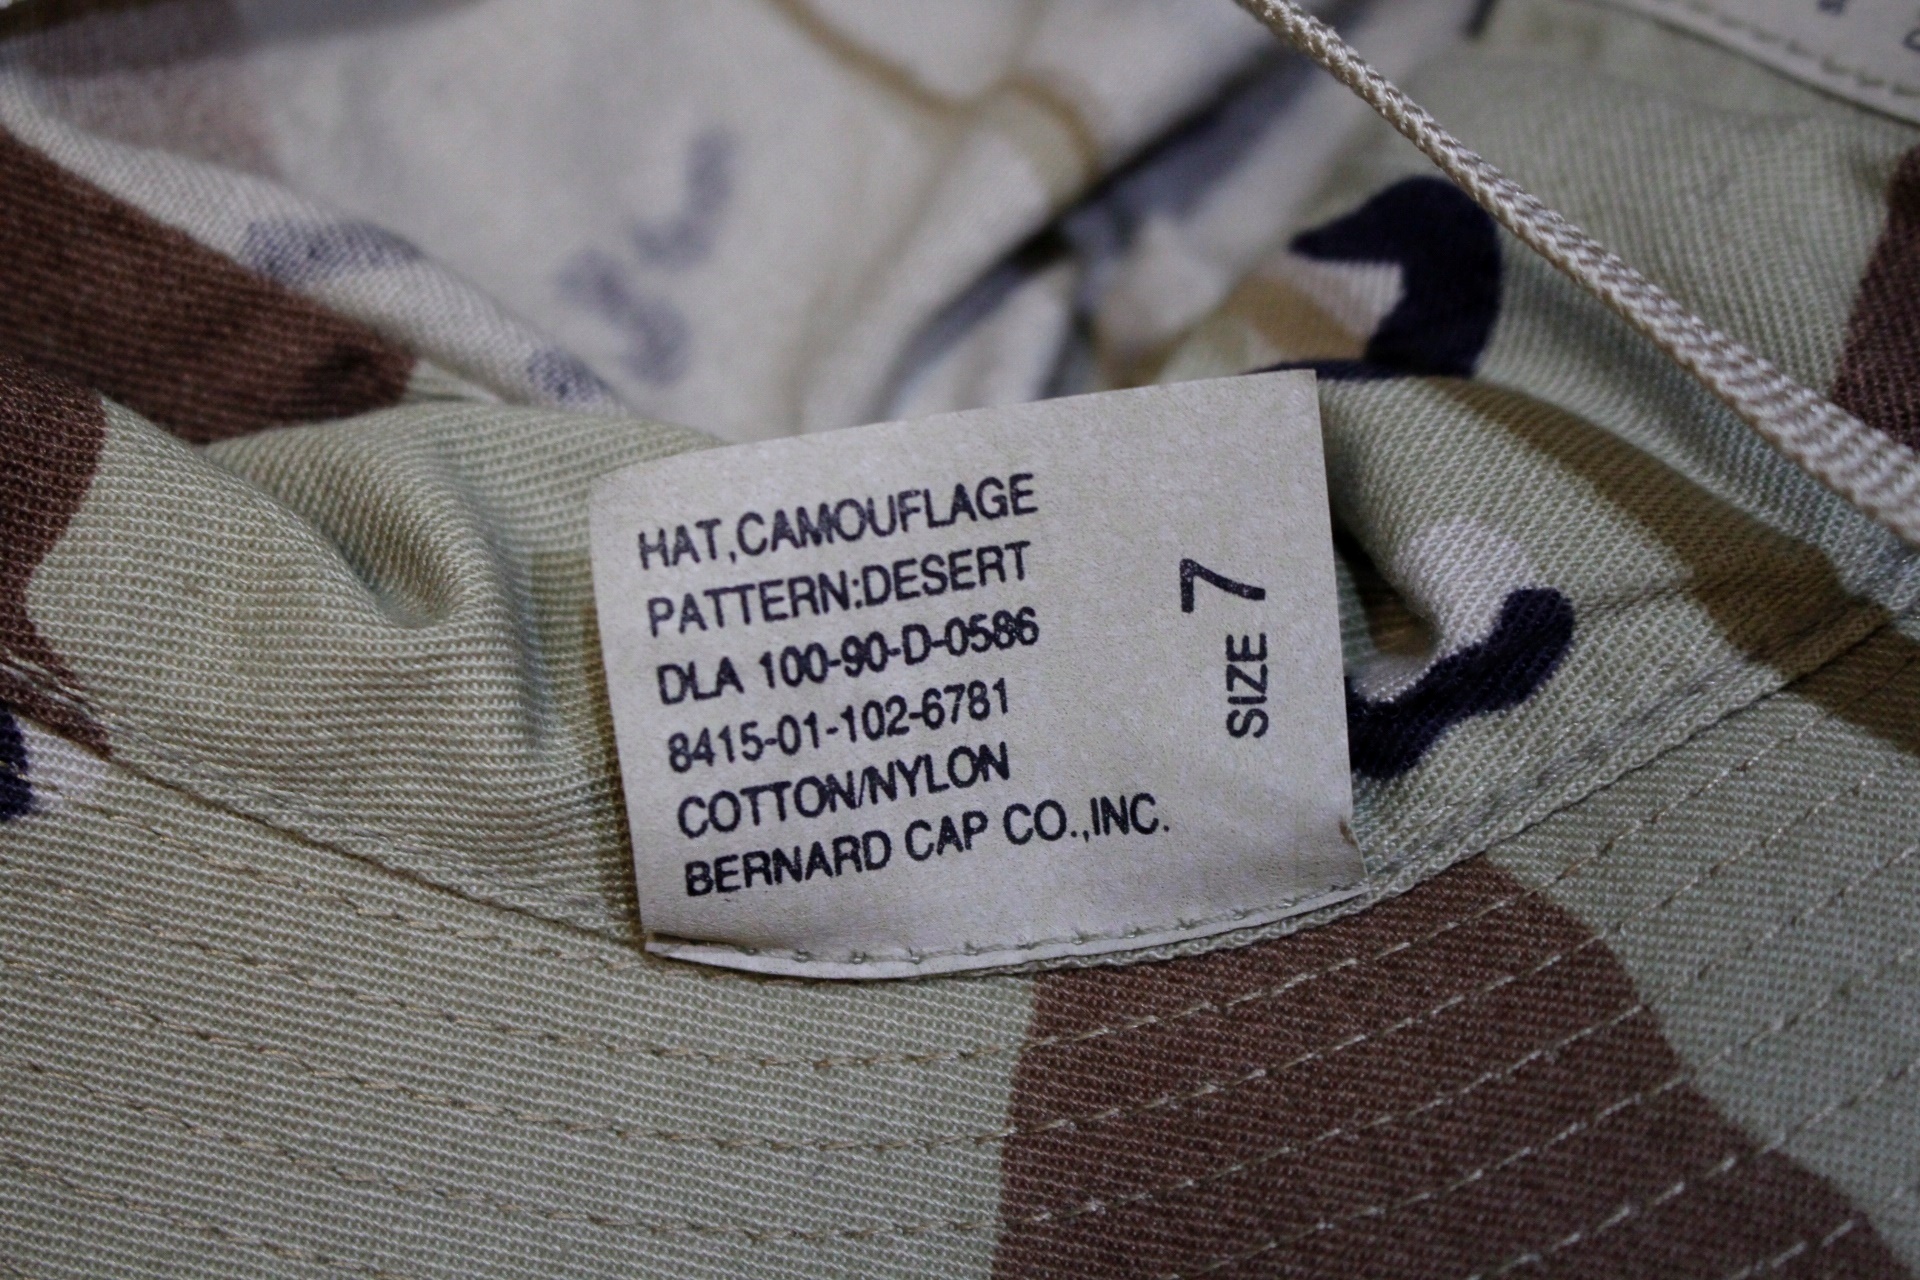 HAT,CAMOUFLAGE
PATTERN:DESERT
DLA 100-90-D-0586
8415-01-102-6781
COTTON/NYLON
BERNARD CAP CO.,INC.
SIZE 7